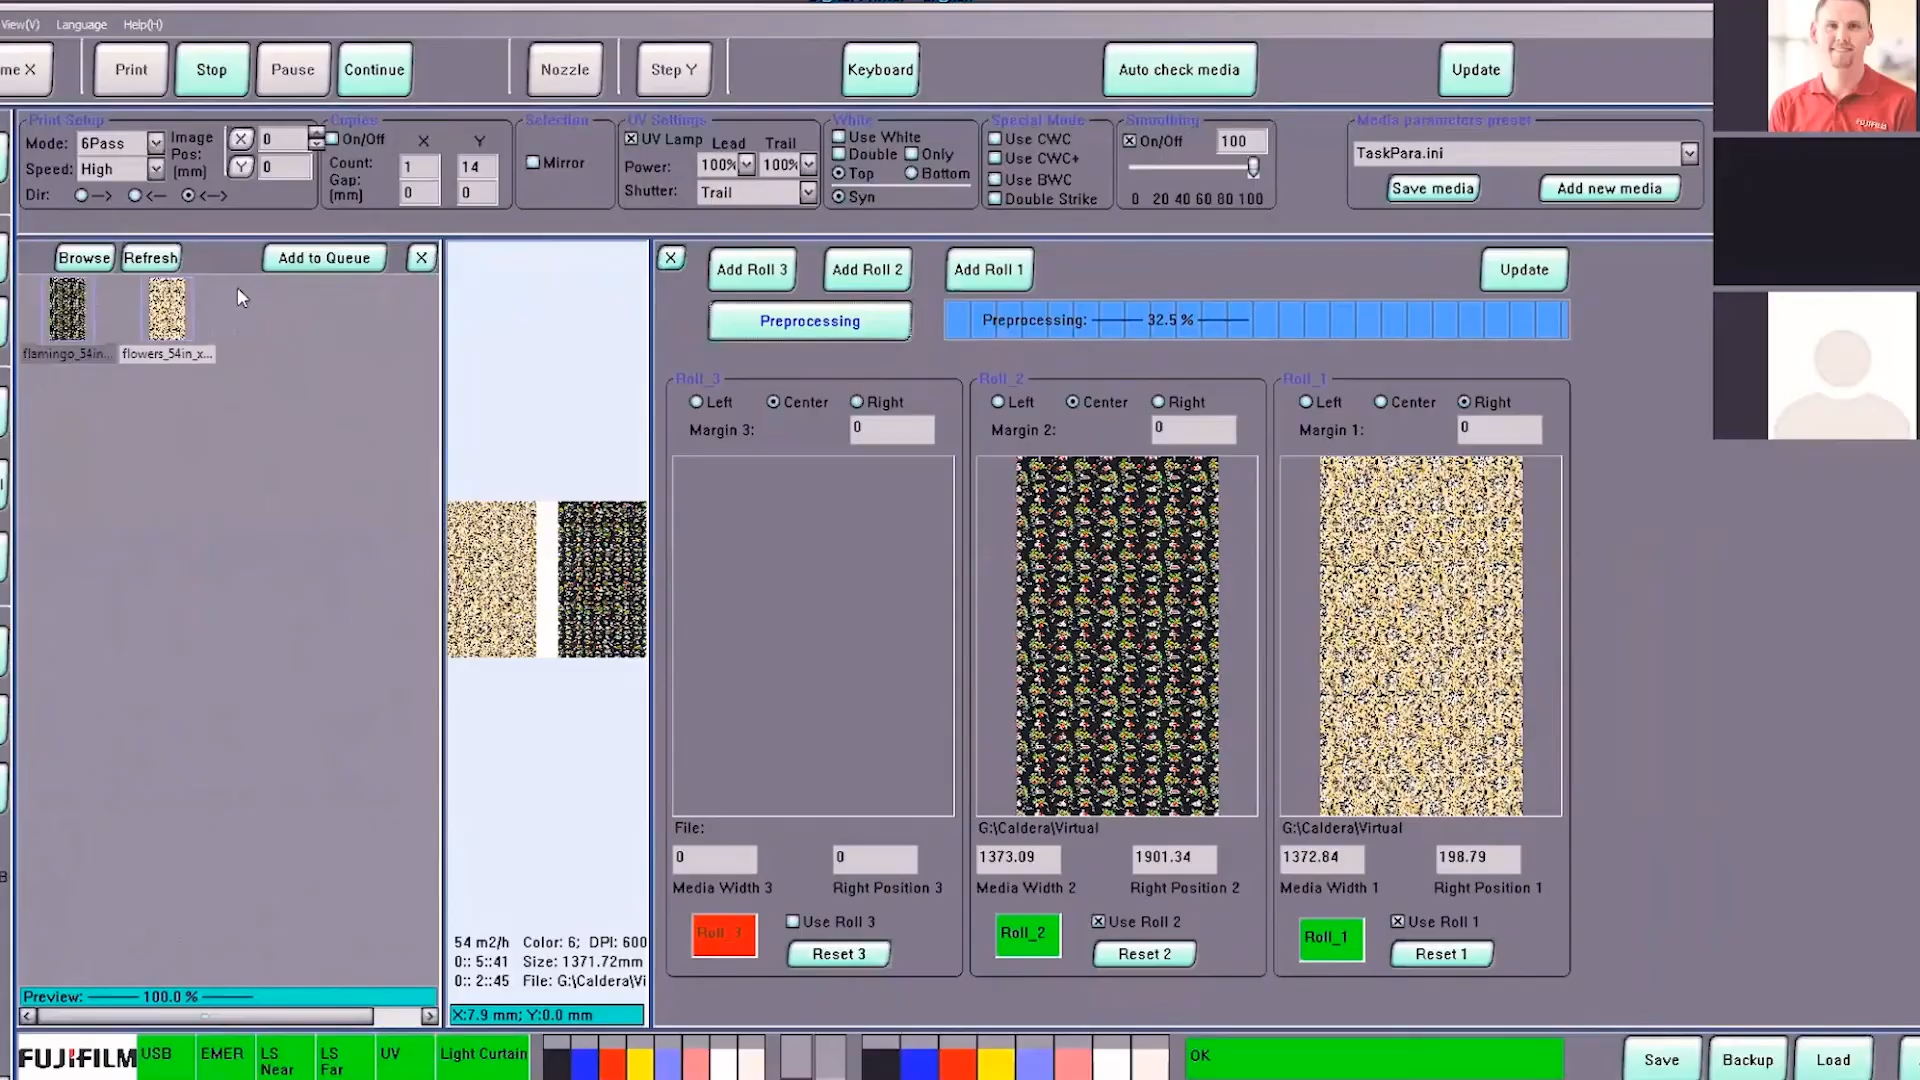 View(V) Language Help(H)
me X Print Stop Pause Continue Nozzle Step Y Keyboard Auto check media Update
Print Setup
Mode: 6Pass
Image Pos: [mm]
X 0
Speed: High
Y 0
Dir: --> <-- <-->
Copies
On/Off X Y
Count: 1 14
Gap: [mm] 0 0
Selection
Mirror
UV Settings
UV Lamp Lead Trail
Power: 100% 100%
Shutter: Trail
White
Use White
Double Only
Top Bottom
Syn
Special Mode
Use CWC
Use CWC+
Use BWC
Double Strike
Smoothing
On/Off 100
0 20 40 60 80 100
Media parameters preset
TaskPara.ini
Save media Add new media
Browse Refresh Add to Queue X
flamingo_54in... flowers_54in_x...
Preview: 100.0 %
54 m2/h Color: 6; DPI: 600
0:: 5::41 Size: 1371.72mm
0:: 2::45 File: G:\Caldera\Vi
X:7.9 mm; Y:0.0 mm
X Add Roll 3 Add Roll 2 Add Roll 1 Update
Preprocessing Preprocessing: 32.5 %
Roll_3
Left Center Right
Margin 3: 0
File:
0 0
Media Width 3 Right Position 3
Roll_3 Use Roll 3
Reset 3
Roll_2
Left Center Right
Margin 2: 0
G:\Caldera\Virtual
1373.09 1901.34
Media Width 2 Right Position 2
Roll_2 Use Roll 2
Reset 2
Roll_1
Left Center Right
Margin 1: 0
G:\Caldera\Virtual
1372.84 198.79
Media Width 1 Right Position 1
Roll_1 Use Roll 1
Reset 1
FUJIFILM USB EMER LS Near LS Far UV Light Curtain OK Save Backup Load
FUJIFILM